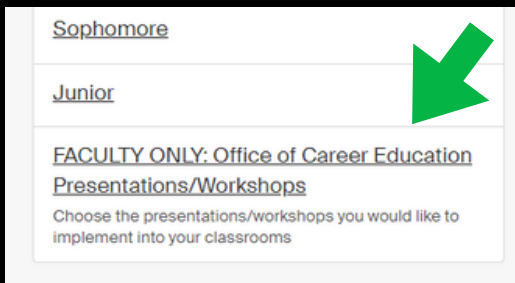 Sophomore
Junior
FACULTY ONLY: Office of Career Education
Presentations/Workshops
Choose the presentations/workshops you would like to
implement into your classrooms